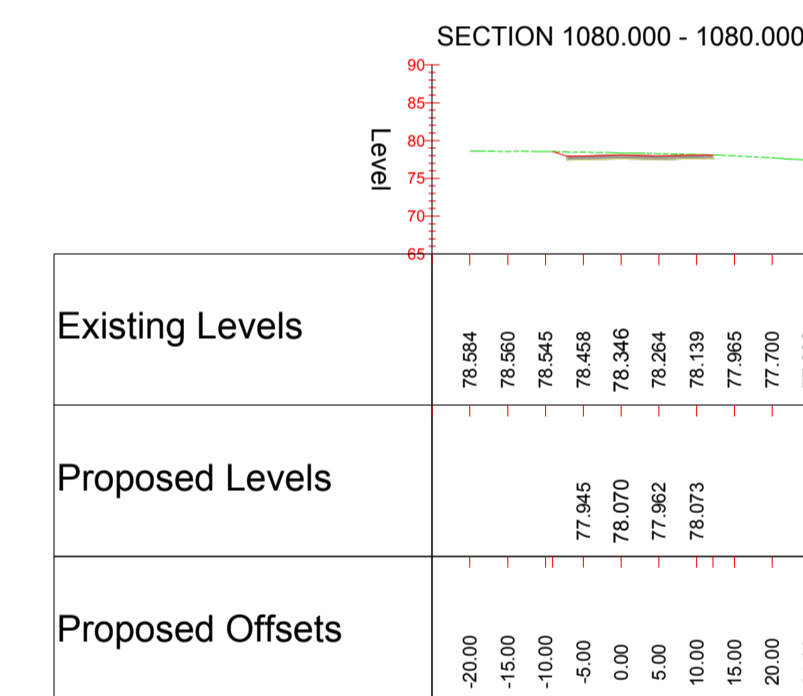 SECTION 1080.000 - 1080.000
90
85
80
75
70
65
Level
Existing Levels
78.584 78.560 78.545 78.458 78.346 78.264 78.139 77.965 77.700
Proposed Levels
77.945 78.070 77.962 78.073
Proposed Offsets
-20.00 -15.00 -10.00 -5.00 0.00 5.00 10.00 15.00 20.00